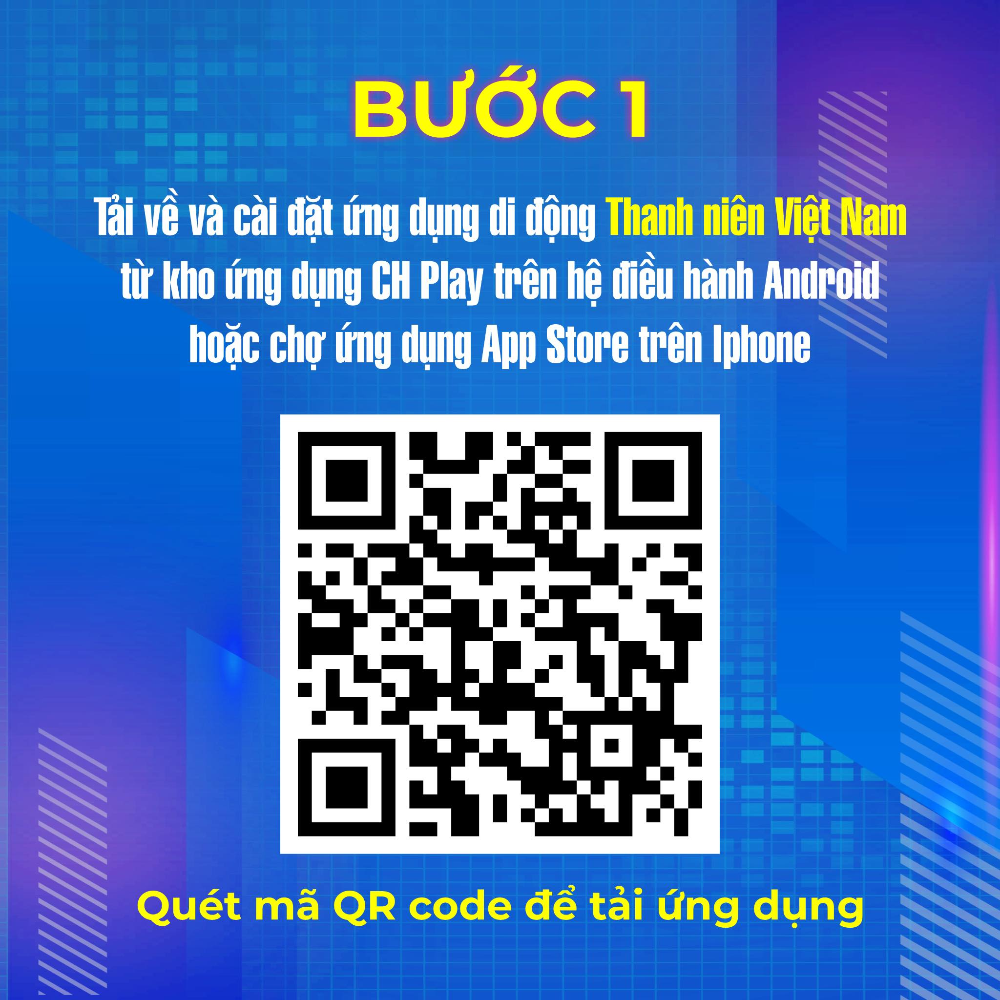 BƯỚC 1
Tải về và cài đặt ứng dụng di động Thanh niên Việt Nam
từ kho ứng dụng CH Play trên hệ điều hành Android
hoặc chợ ứng dụng App Store trên Iphone
Quét mã QR code để tải ứng dụng